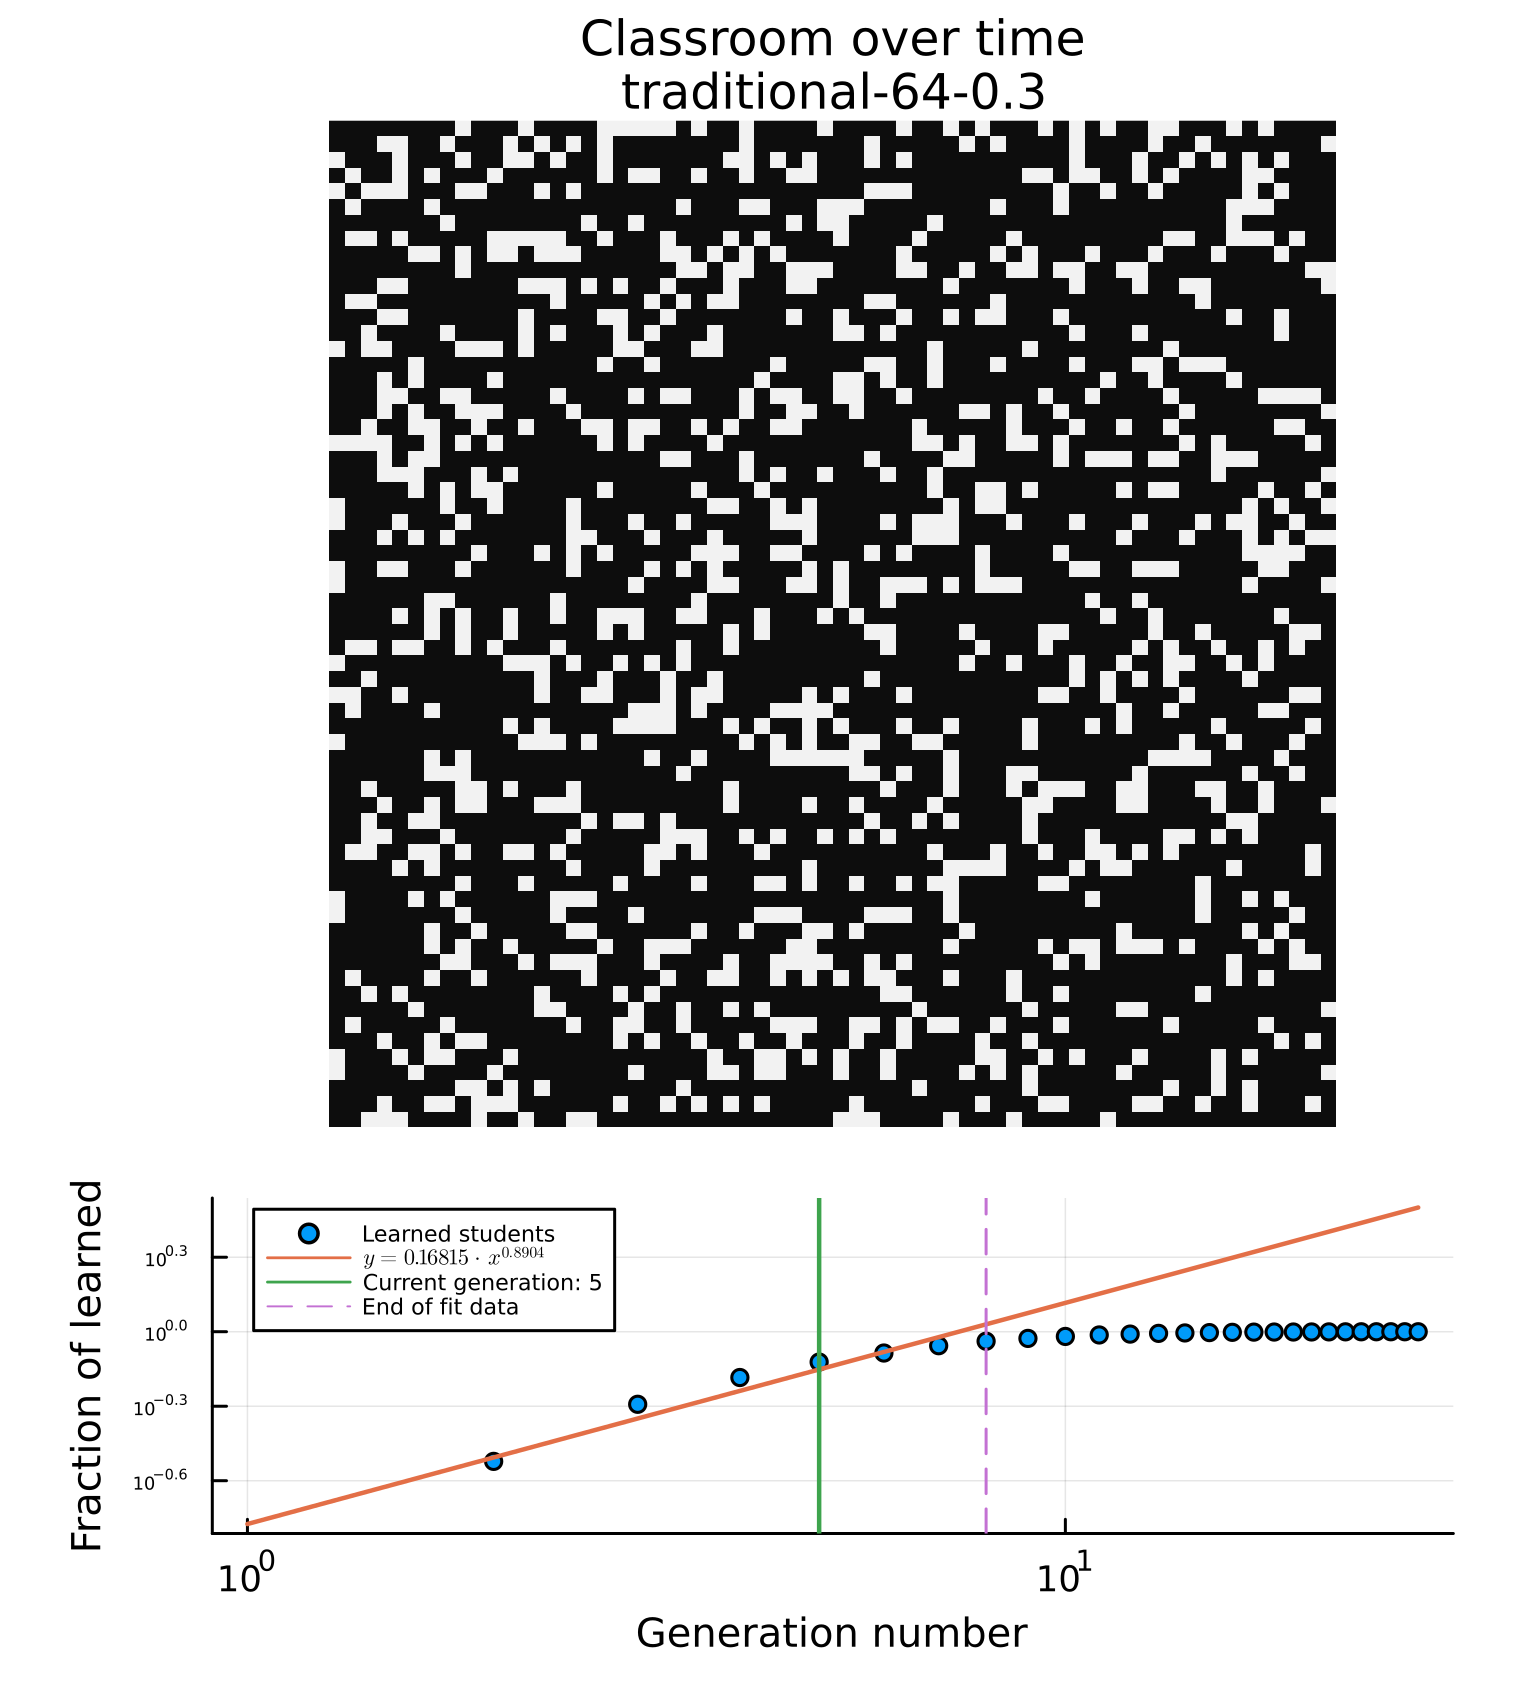 Classroom over time
traditional-64-0.3
Fraction of learned
10^0.3
10^0.0
10^−0.3
10^−0.6
Learned students
y = 0.16815 · x^0.8904
Current generation: 5
End of fit data
10^0
10^1
Generation number